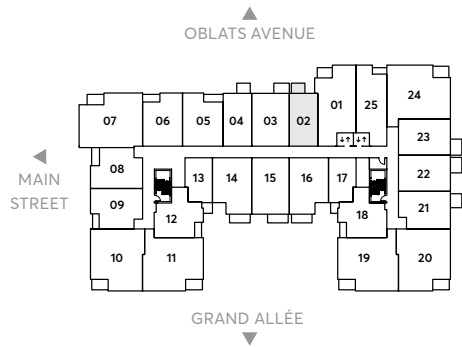 OBLATS AVENUE
01 25 24
07 06 05 04 03 02
23
MAIN
STREET
08 13 14 15 16 17 22
09 12 18 21
10 11 19 20
GRAND ALLÉE